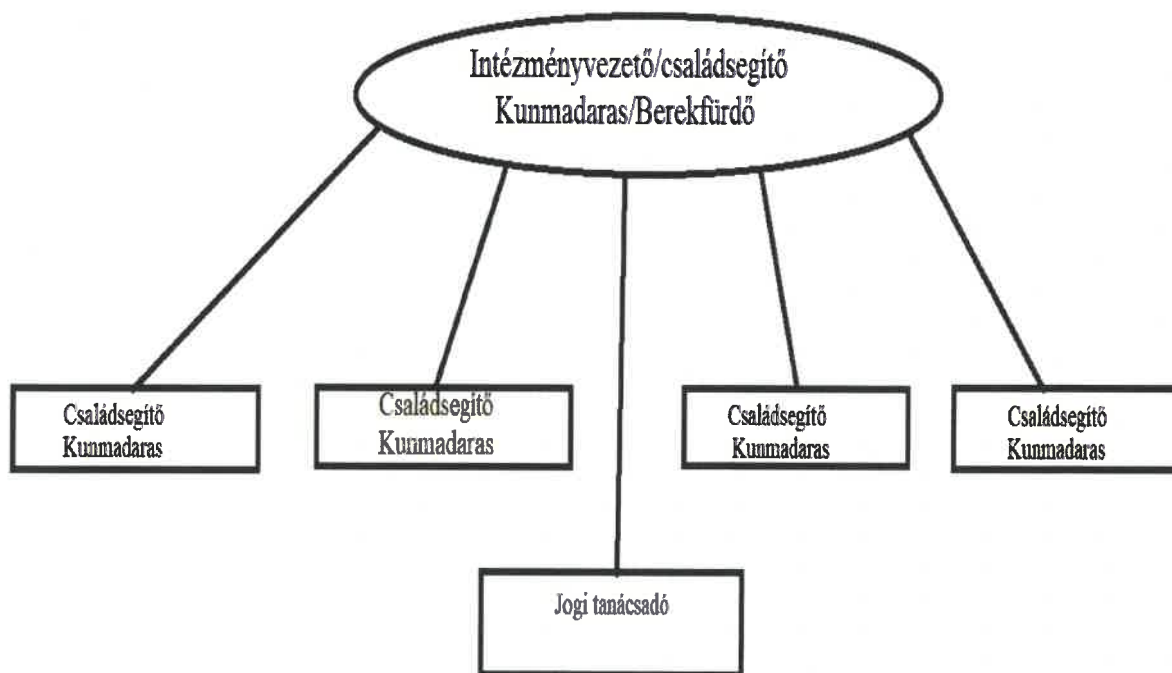 Intézményvezető/családsegítő
Kunmadaras/Berekfürdő
Családsegítő
Kunmadaras
Családsegítő
Kunmadaras
Családsegítő
Kunmadaras
Családsegítő
Kunmadaras
Jogi tanácsadó